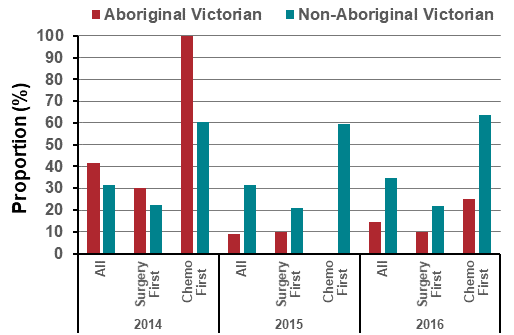 Aboriginal Victorian Non-Aboriginal Victorian
Proportion (%)
100
90
80
70
60
50
40
30
20
10
0
All
Surgery
First
Chemo
First
All
Surgery
First
Chemo
First
All
Surgery
First
Chemo
First
2014 2015 2016